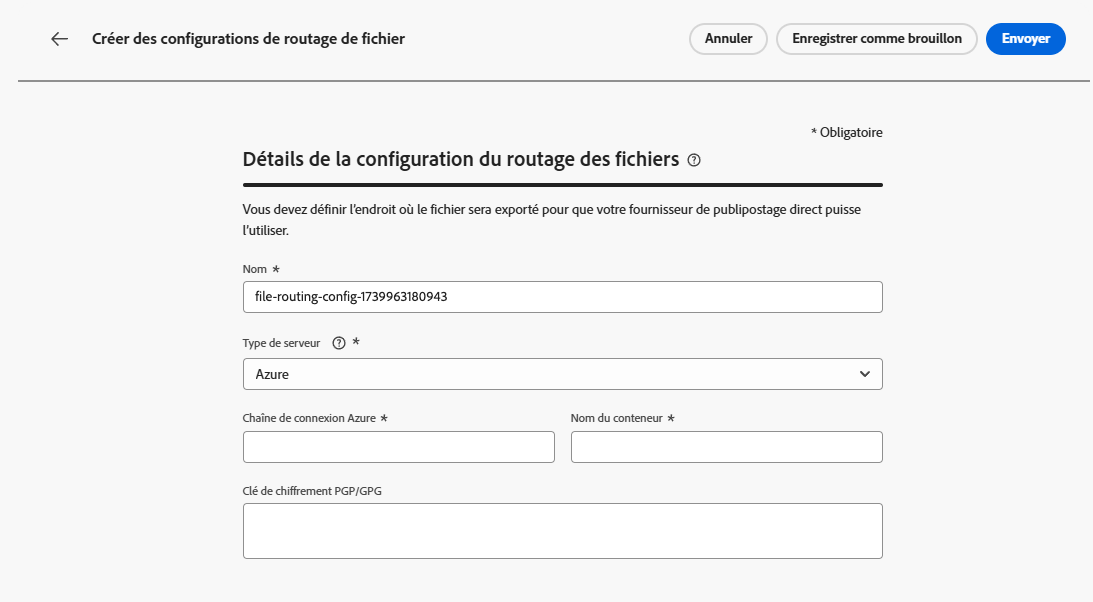 Créer des configurations de routage de fichier
Annuler
Enregistrer comme brouillon
Envoyer
* Obligatoire
Détails de la configuration du routage des fichiers
Vous devez définir l’endroit où le fichier sera exporté pour que votre fournisseur de publipostage direct puisse
l’utiliser.
Nom *
file-routing-config-1739963180943
Type de serveur ? *
Azure
Chaîne de connexion Azure *
Nom du conteneur *
Clé de chiffrement PGP/GPG